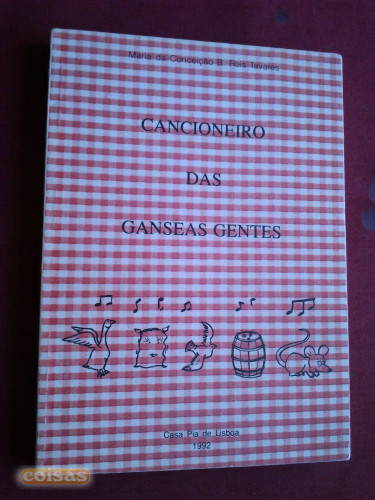 Maria da Conceição B. Reis Tavares
CANCIONEIRO
DAS
GANSEAS GENTES
Casa Pia de Lisboa
1992
coisas